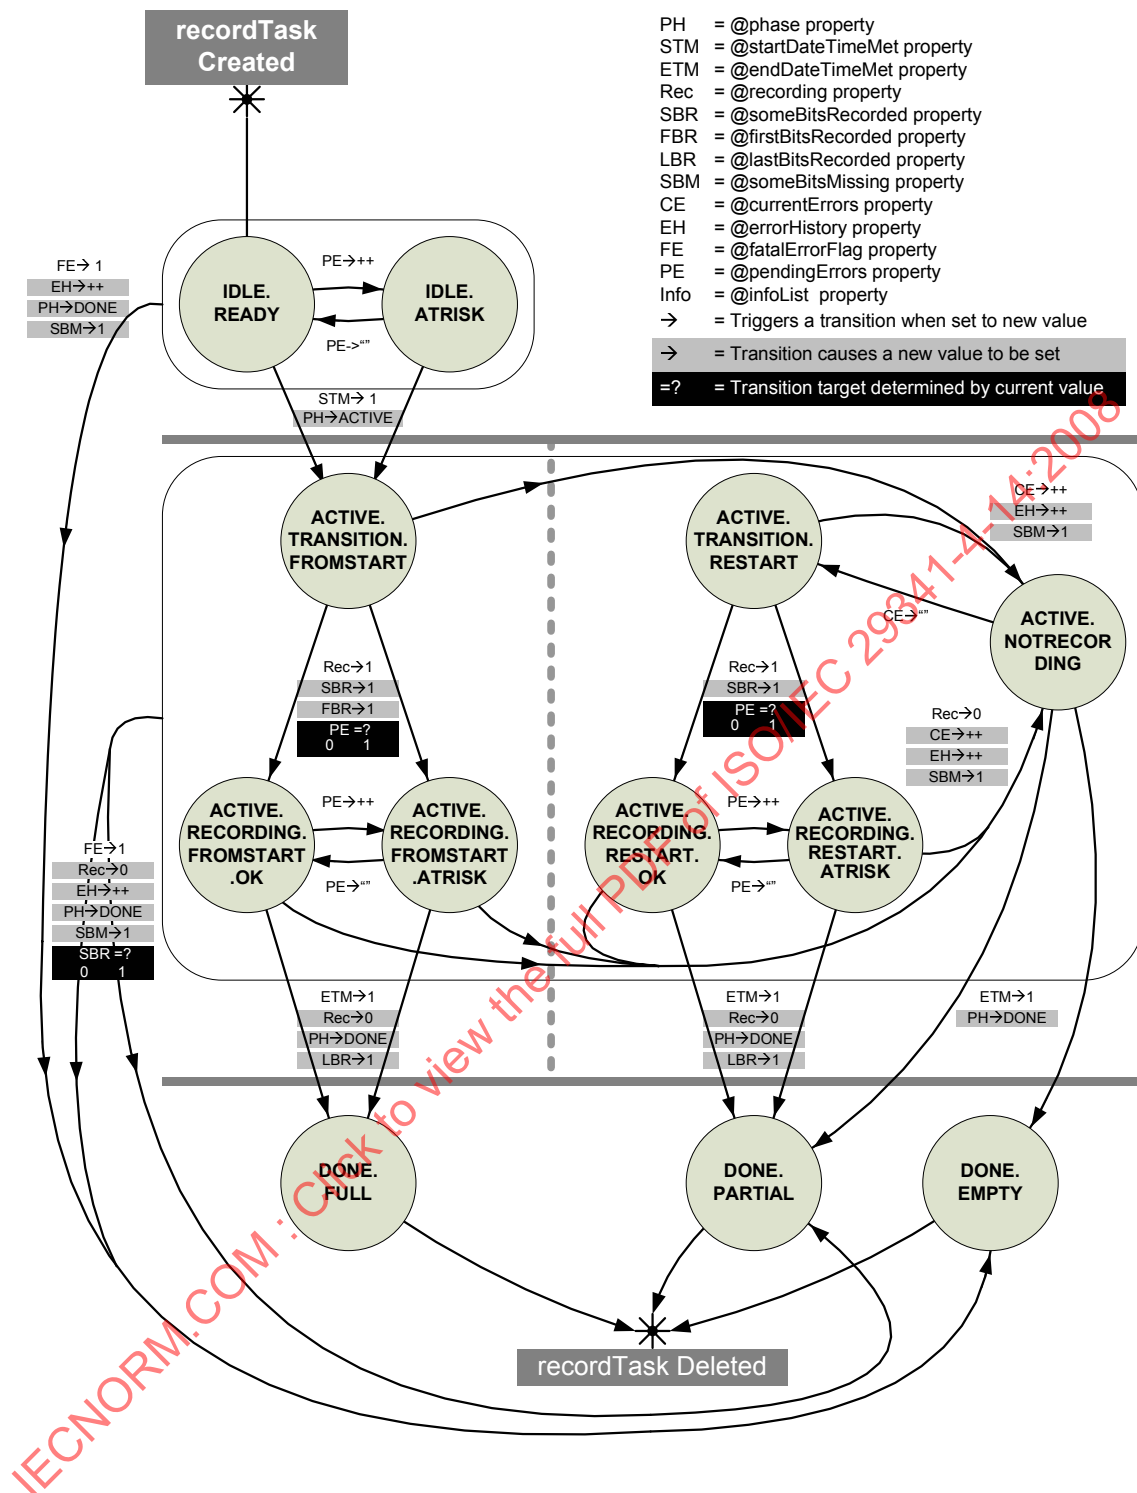 recordTask
Created
PH = @phase property
STM = @startDateTimeMet property
ETM = @endDateTimeMet property
Rec = @recording property
SBR = @someBitsRecorded property
FBR = @firstBitsRecorded property
LBR = @lastBitsRecorded property
SBM = @someBitsMissing property
CE = @currentErrors property
EH = @errorHistory property
FE = @fatalErrorFlag property
PE = @pendingErrors property
Info = @infoList property
→ = Triggers a transition when set to new value
→ = Transition causes a new value to be set
=? = Transition target determined by current value
FE→ 1
EH→++
PH→DONE
SBM→1
IDLE.
READY
PE→++
PE->“”
IDLE.
ATRISK
STM→ 1
PH→ACTIVE
ACTIVE.
TRANSITION.
FROMSTART
ACTIVE.
TRANSITION.
RESTART
CE→++
EH→++
SBM→1
CE→“”
ACTIVE.
NOTRECOR
DING
Rec→1
SBR→1
FBR→1
PE =?
0 1
Rec→1
SBR→1
PE =?
0 1
Rec→0
CE→++
EH→++
SBM→1
ACTIVE.
RECORDING.
FROMSTART
.OK
PE→++
PE→“”
ACTIVE.
RECORDING.
FROMSTART
.ATRISK
ACTIVE.
RECORDING.
RESTART.
OK
PE→++
PE→“”
ACTIVE.
RECORDING.
RESTART.
ATRISK
FE→1
Rec→0
EH→++
PH→DONE
SBM→1
SBR =?
0 1
ETM→1
Rec→0
PH→DONE
LBR→1
ETM→1
Rec→0
PH→DONE
LBR→1
ETM→1
PH→DONE
DONE.
FULL
DONE.
PARTIAL
DONE.
EMPTY
recordTask Deleted
IECNORM.COM : Click to view the full PDF of ISO/IEC 29341-4-14:2008